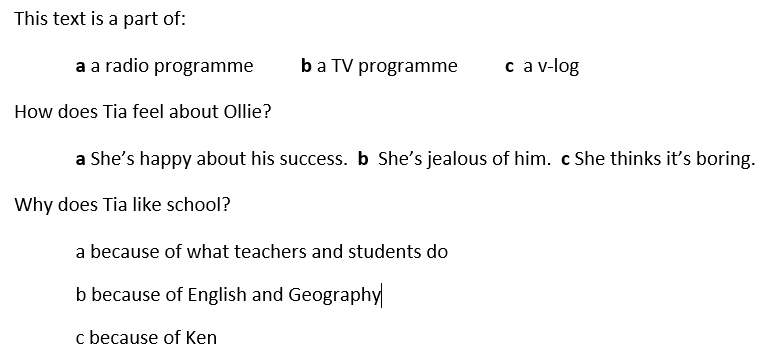 This text is a part of:
a a radio programme b a TV programme c a v-log
How does Tia feel about Ollie?
a She's happy about his success. b She's jealous of him. c She thinks it's boring.
Why does Tia like school?
a because of what teachers and students do
b because of English and Geography
c because of Ken